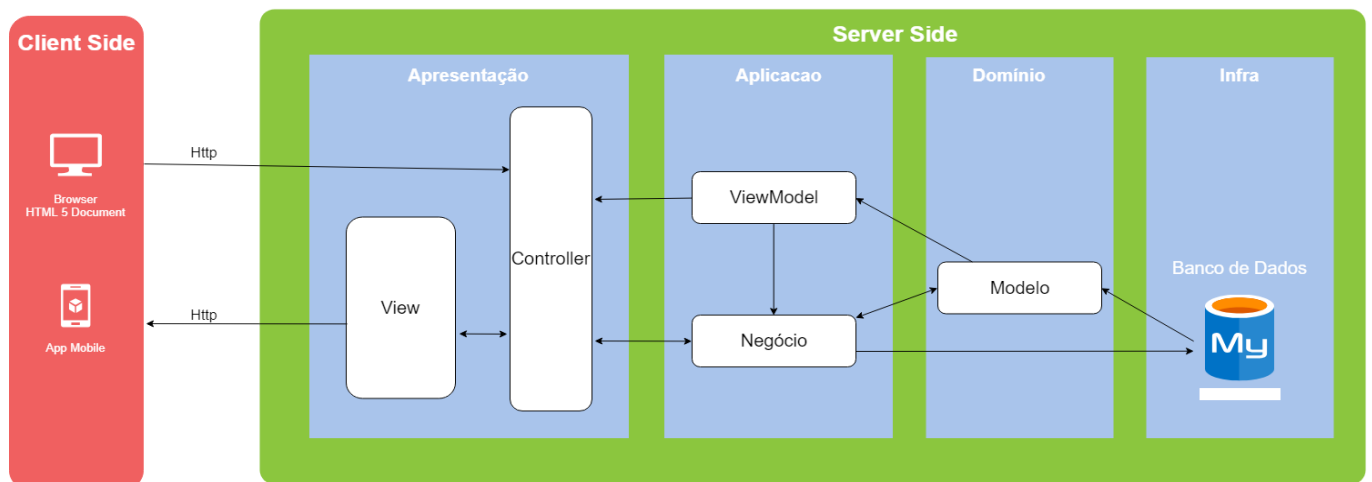 Client Side
Server Side
Apresentação
Aplicacao
Domínio
Infra
Http
Browser
HTML 5 Document
ViewModel
Controller
Modelo
Banco de Dados
View
Http
App Mobile
Negócio
My